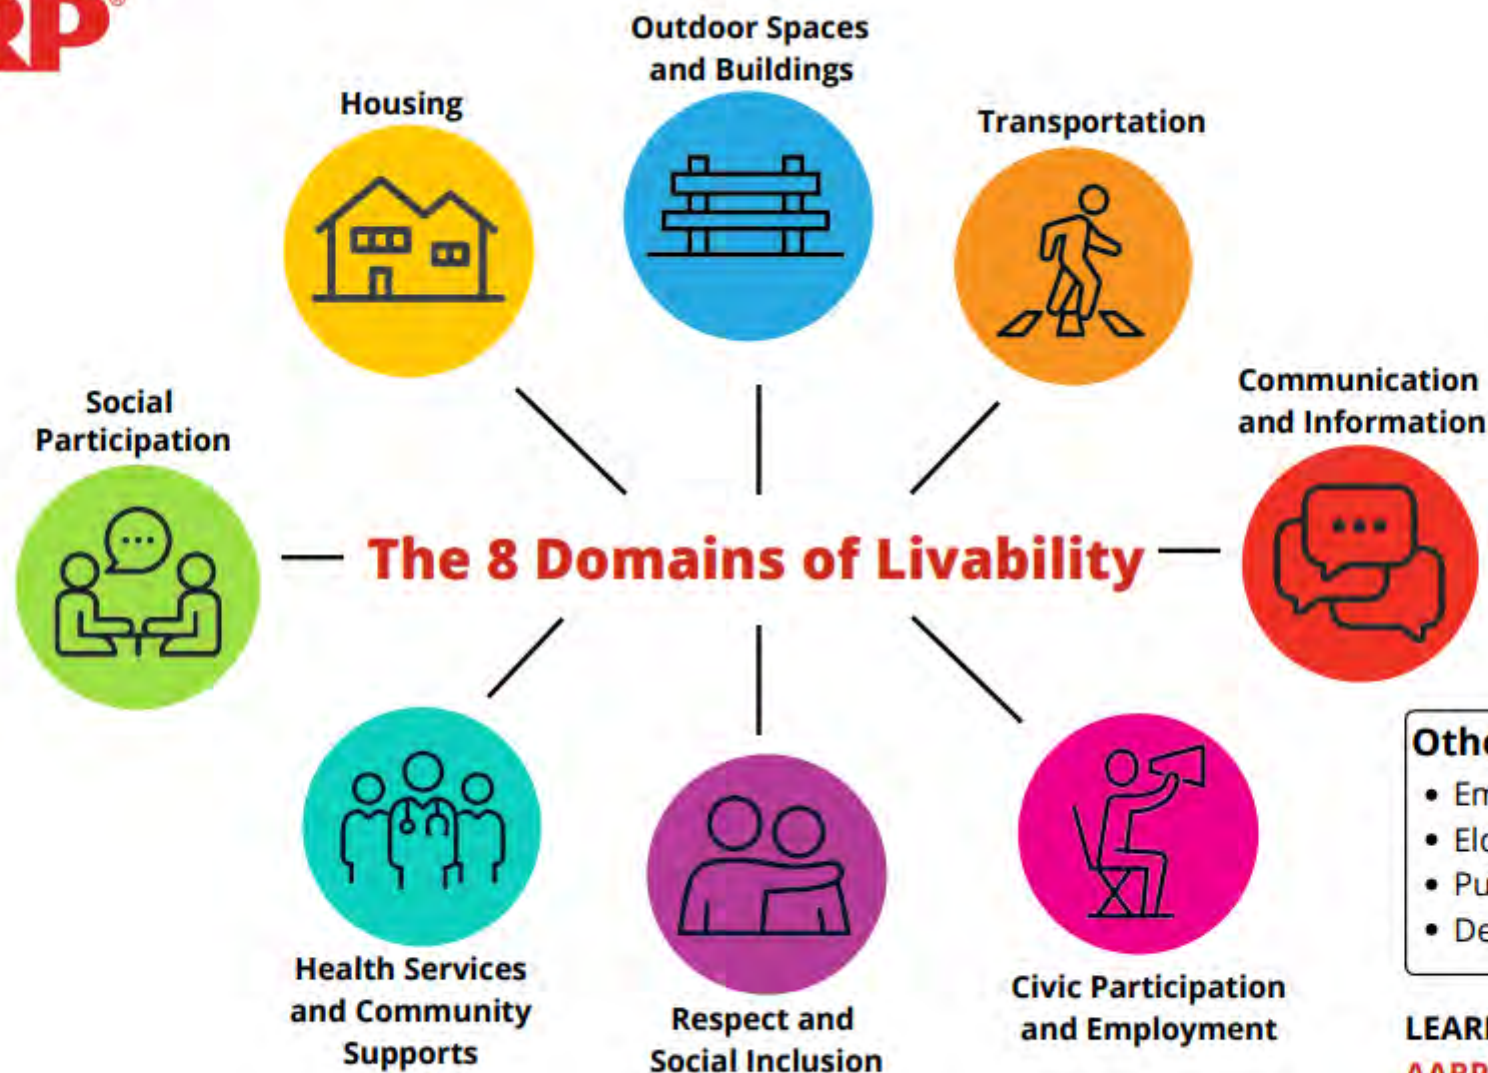 Outdoor Spaces
and Buildings
Housing
Transportation
Communication
and Information
Social
Participation
The 8 Domains of Livability
Health Services
and Community
Supports
Respect and
Social Inclusion
Civic Participation
and Employment